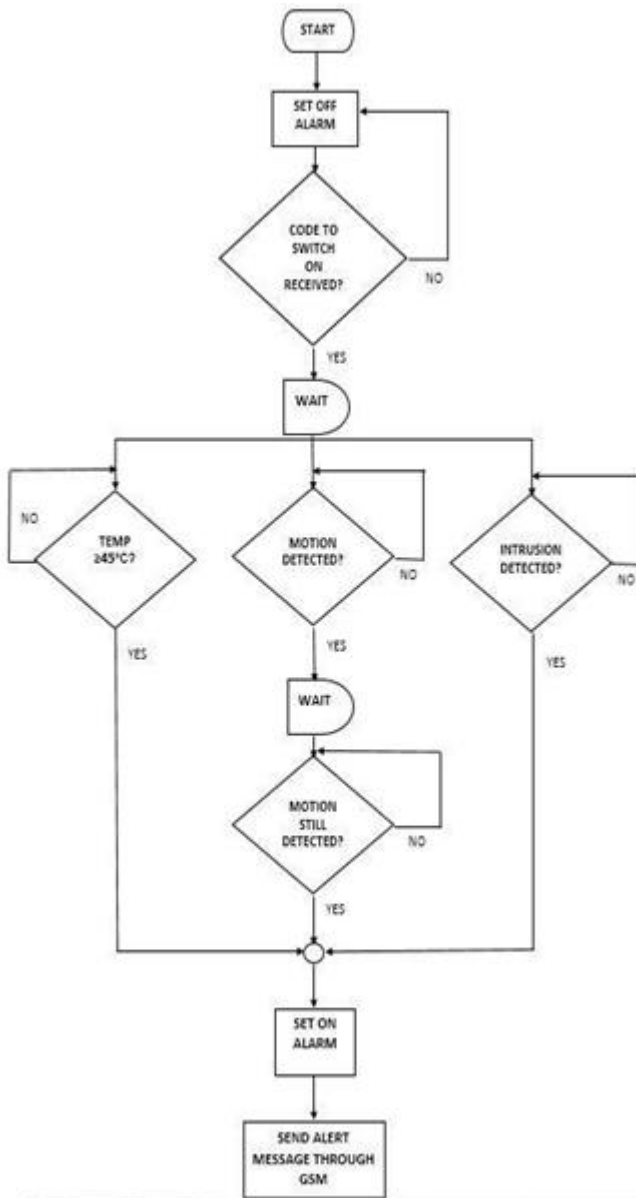 START
SET OFF
ALARM
CODE TO
SWITCH
ON
RECEIVED?
NO
YES
WAIT
NO
TEMP
≥45°C?
YES
MOTION
DETECTED?
NO
YES
INTRUSION
DETECTED?
NO
YES
WAIT
MOTION
STILL
DETECTED?
NO
YES
SET ON
ALARM
SEND ALERT
MESSAGE THROUGH
GSM